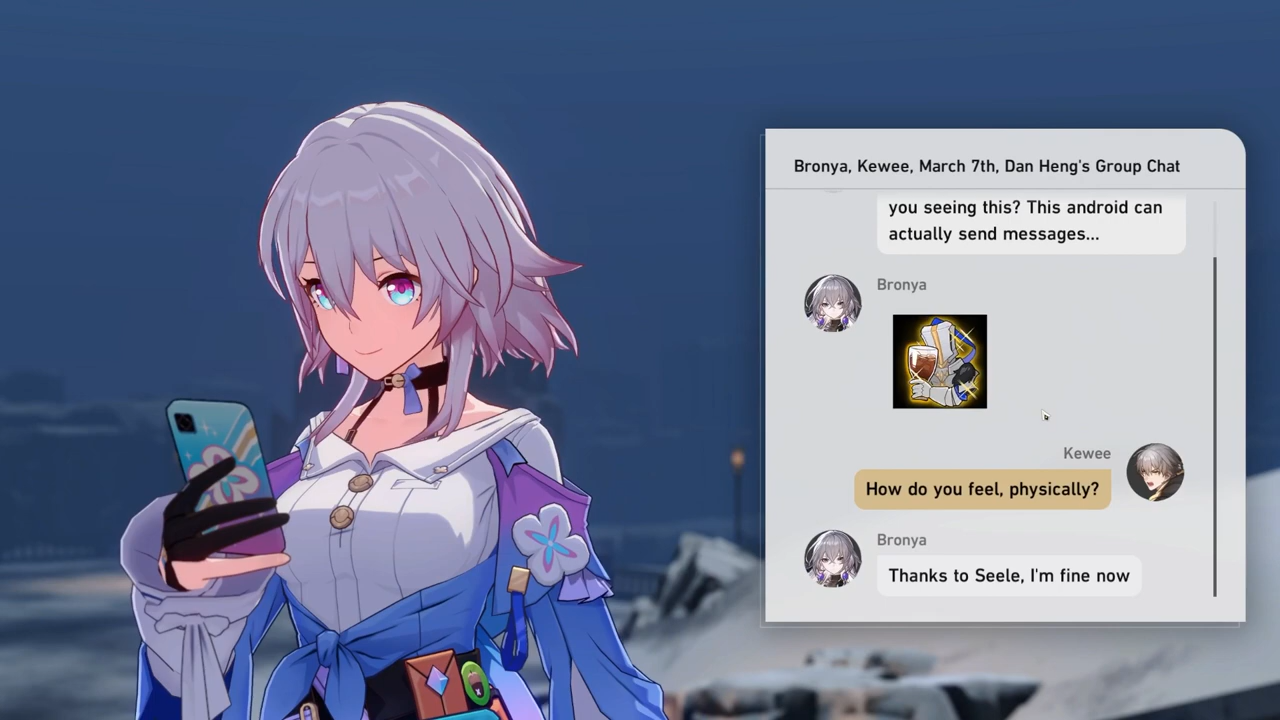 Bronya, Kewee, March 7th, Dan Heng's Group Chat
you seeing this? This android can
actually send messages...
Bronya
Kewee
How do you feel, physically?
Bronya
Thanks to Seele, I'm fine now